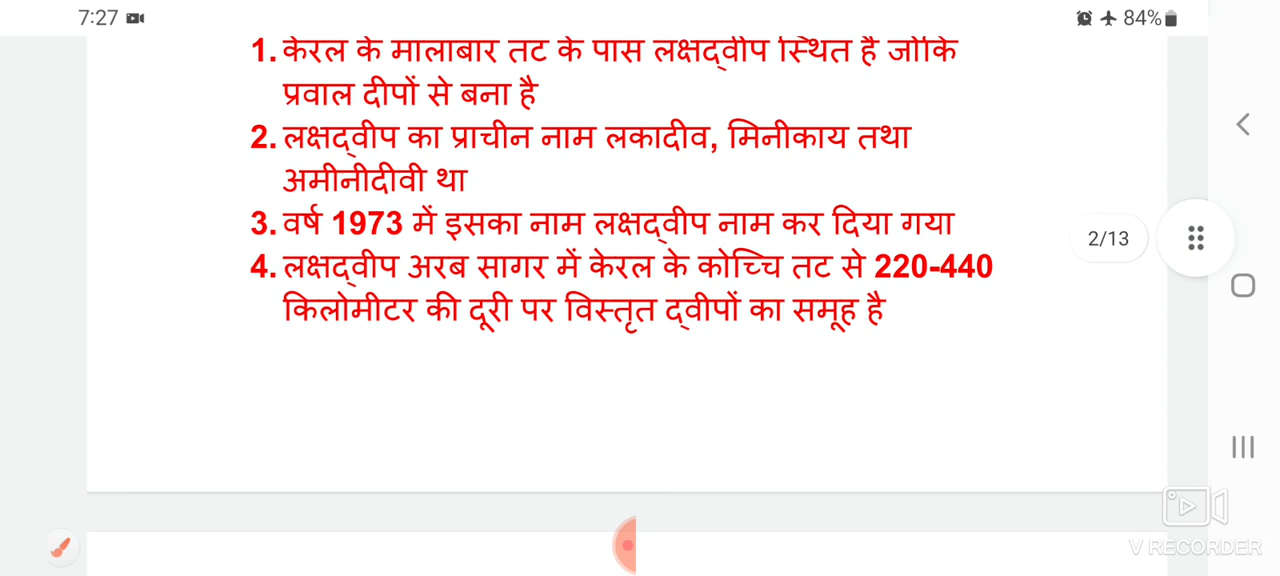 7:27
84%
1. केरल के मालाबार तट के पास लक्षद्वीप स्थित है जोकि
प्रवाल दीपों से बना है
2. लक्षद्वीप का प्राचीन नाम लकादीव, मिनीकाय तथा
अमीनीदीवी था
3. वर्ष 1973 में इसका नाम लक्षद्वीप नाम कर दिया गया
2/13
4. लक्षद्वीप अरब सागर में केरल के कोच्चि तट से 220-440
किलोमीटर की दूरी पर विस्तृत द्वीपों का समूह है
V RECORDER